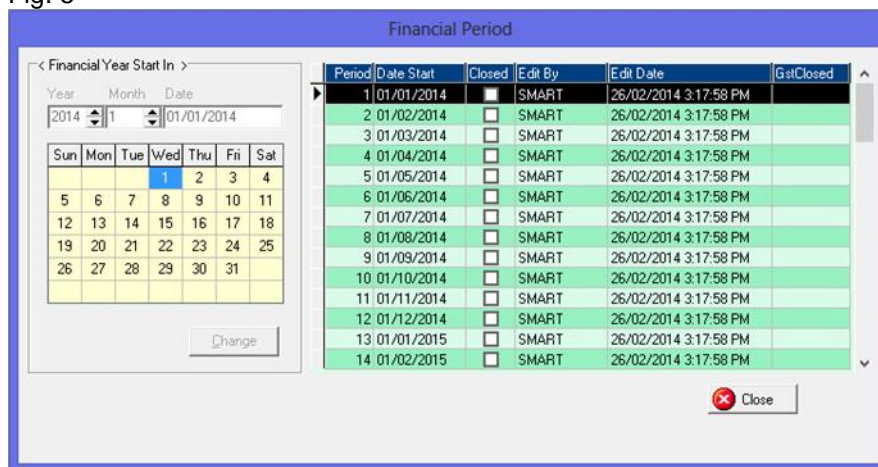 Financial Period
< Financial Year Start In >
Year Month Date
2014 1 01/01/2014
Sun Mon Tue Wed Thu Fri Sat
1 2 3 4
5 6 7 8 9 10 11
12 13 14 15 16 17 18
19 20 21 22 23 24 25
26 27 28 29 30 31
Change
Period Date Start Closed Edit By Edit Date GstClosed
1 01/01/2014 SMART 26/02/2014 3:17:58 PM
2 01/02/2014 SMART 26/02/2014 3:17:58 PM
3 01/03/2014 SMART 26/02/2014 3:17:58 PM
4 01/04/2014 SMART 26/02/2014 3:17:58 PM
5 01/05/2014 SMART 26/02/2014 3:17:58 PM
6 01/06/2014 SMART 26/02/2014 3:17:58 PM
7 01/07/2014 SMART 26/02/2014 3:17:58 PM
8 01/08/2014 SMART 26/02/2014 3:17:58 PM
9 01/09/2014 SMART 26/02/2014 3:17:58 PM
10 01/10/2014 SMART 26/02/2014 3:17:58 PM
11 01/11/2014 SMART 26/02/2014 3:17:58 PM
12 01/12/2014 SMART 26/02/2014 3:17:58 PM
13 01/01/2015 SMART 26/02/2014 3:17:58 PM
14 01/02/2015 SMART 26/02/2014 3:17:58 PM
Close